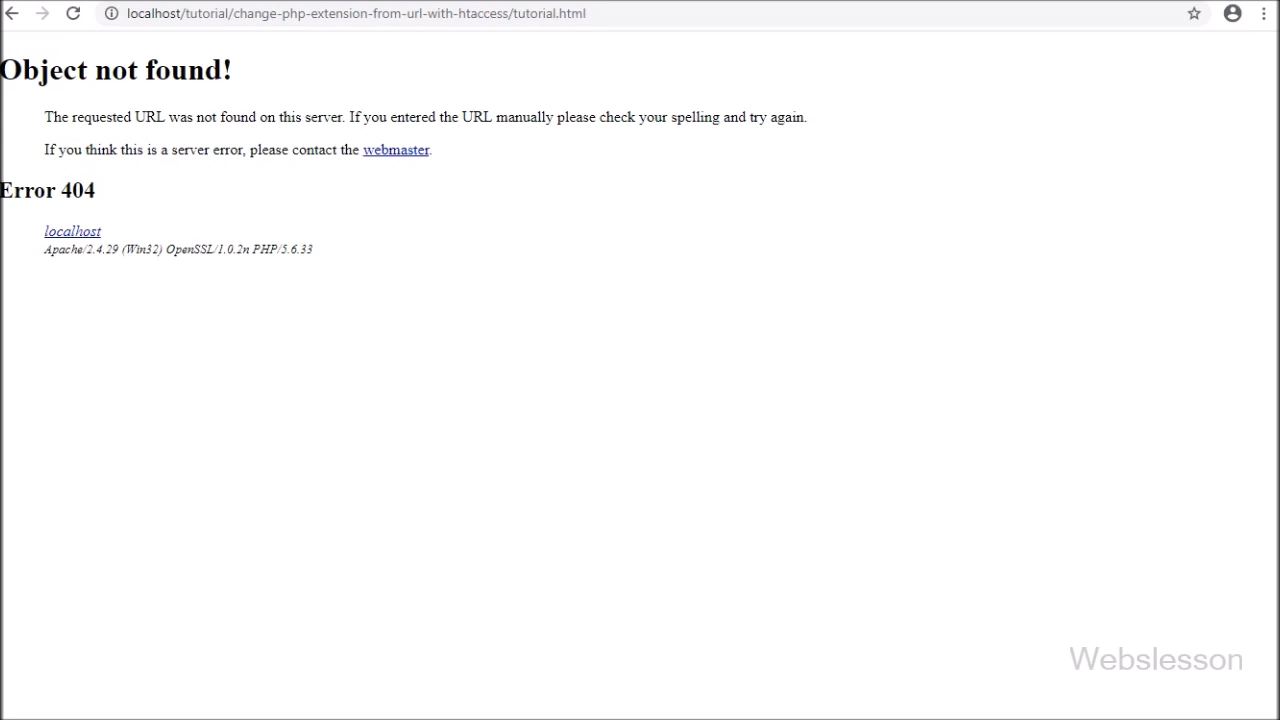 localhost/tutorial/change-php-extension-from-url-with-htaccess/tutorial.html
Object not found!
The requested URL was not found on this server. If you entered the URL manually please check your spelling and try again.
If you think this is a server error, please contact the webmaster.
Error 404
localhost
Apache/2.4.29 (Win32) OpenSSL/1.0.2n PHP/5.6.33
Webslesson